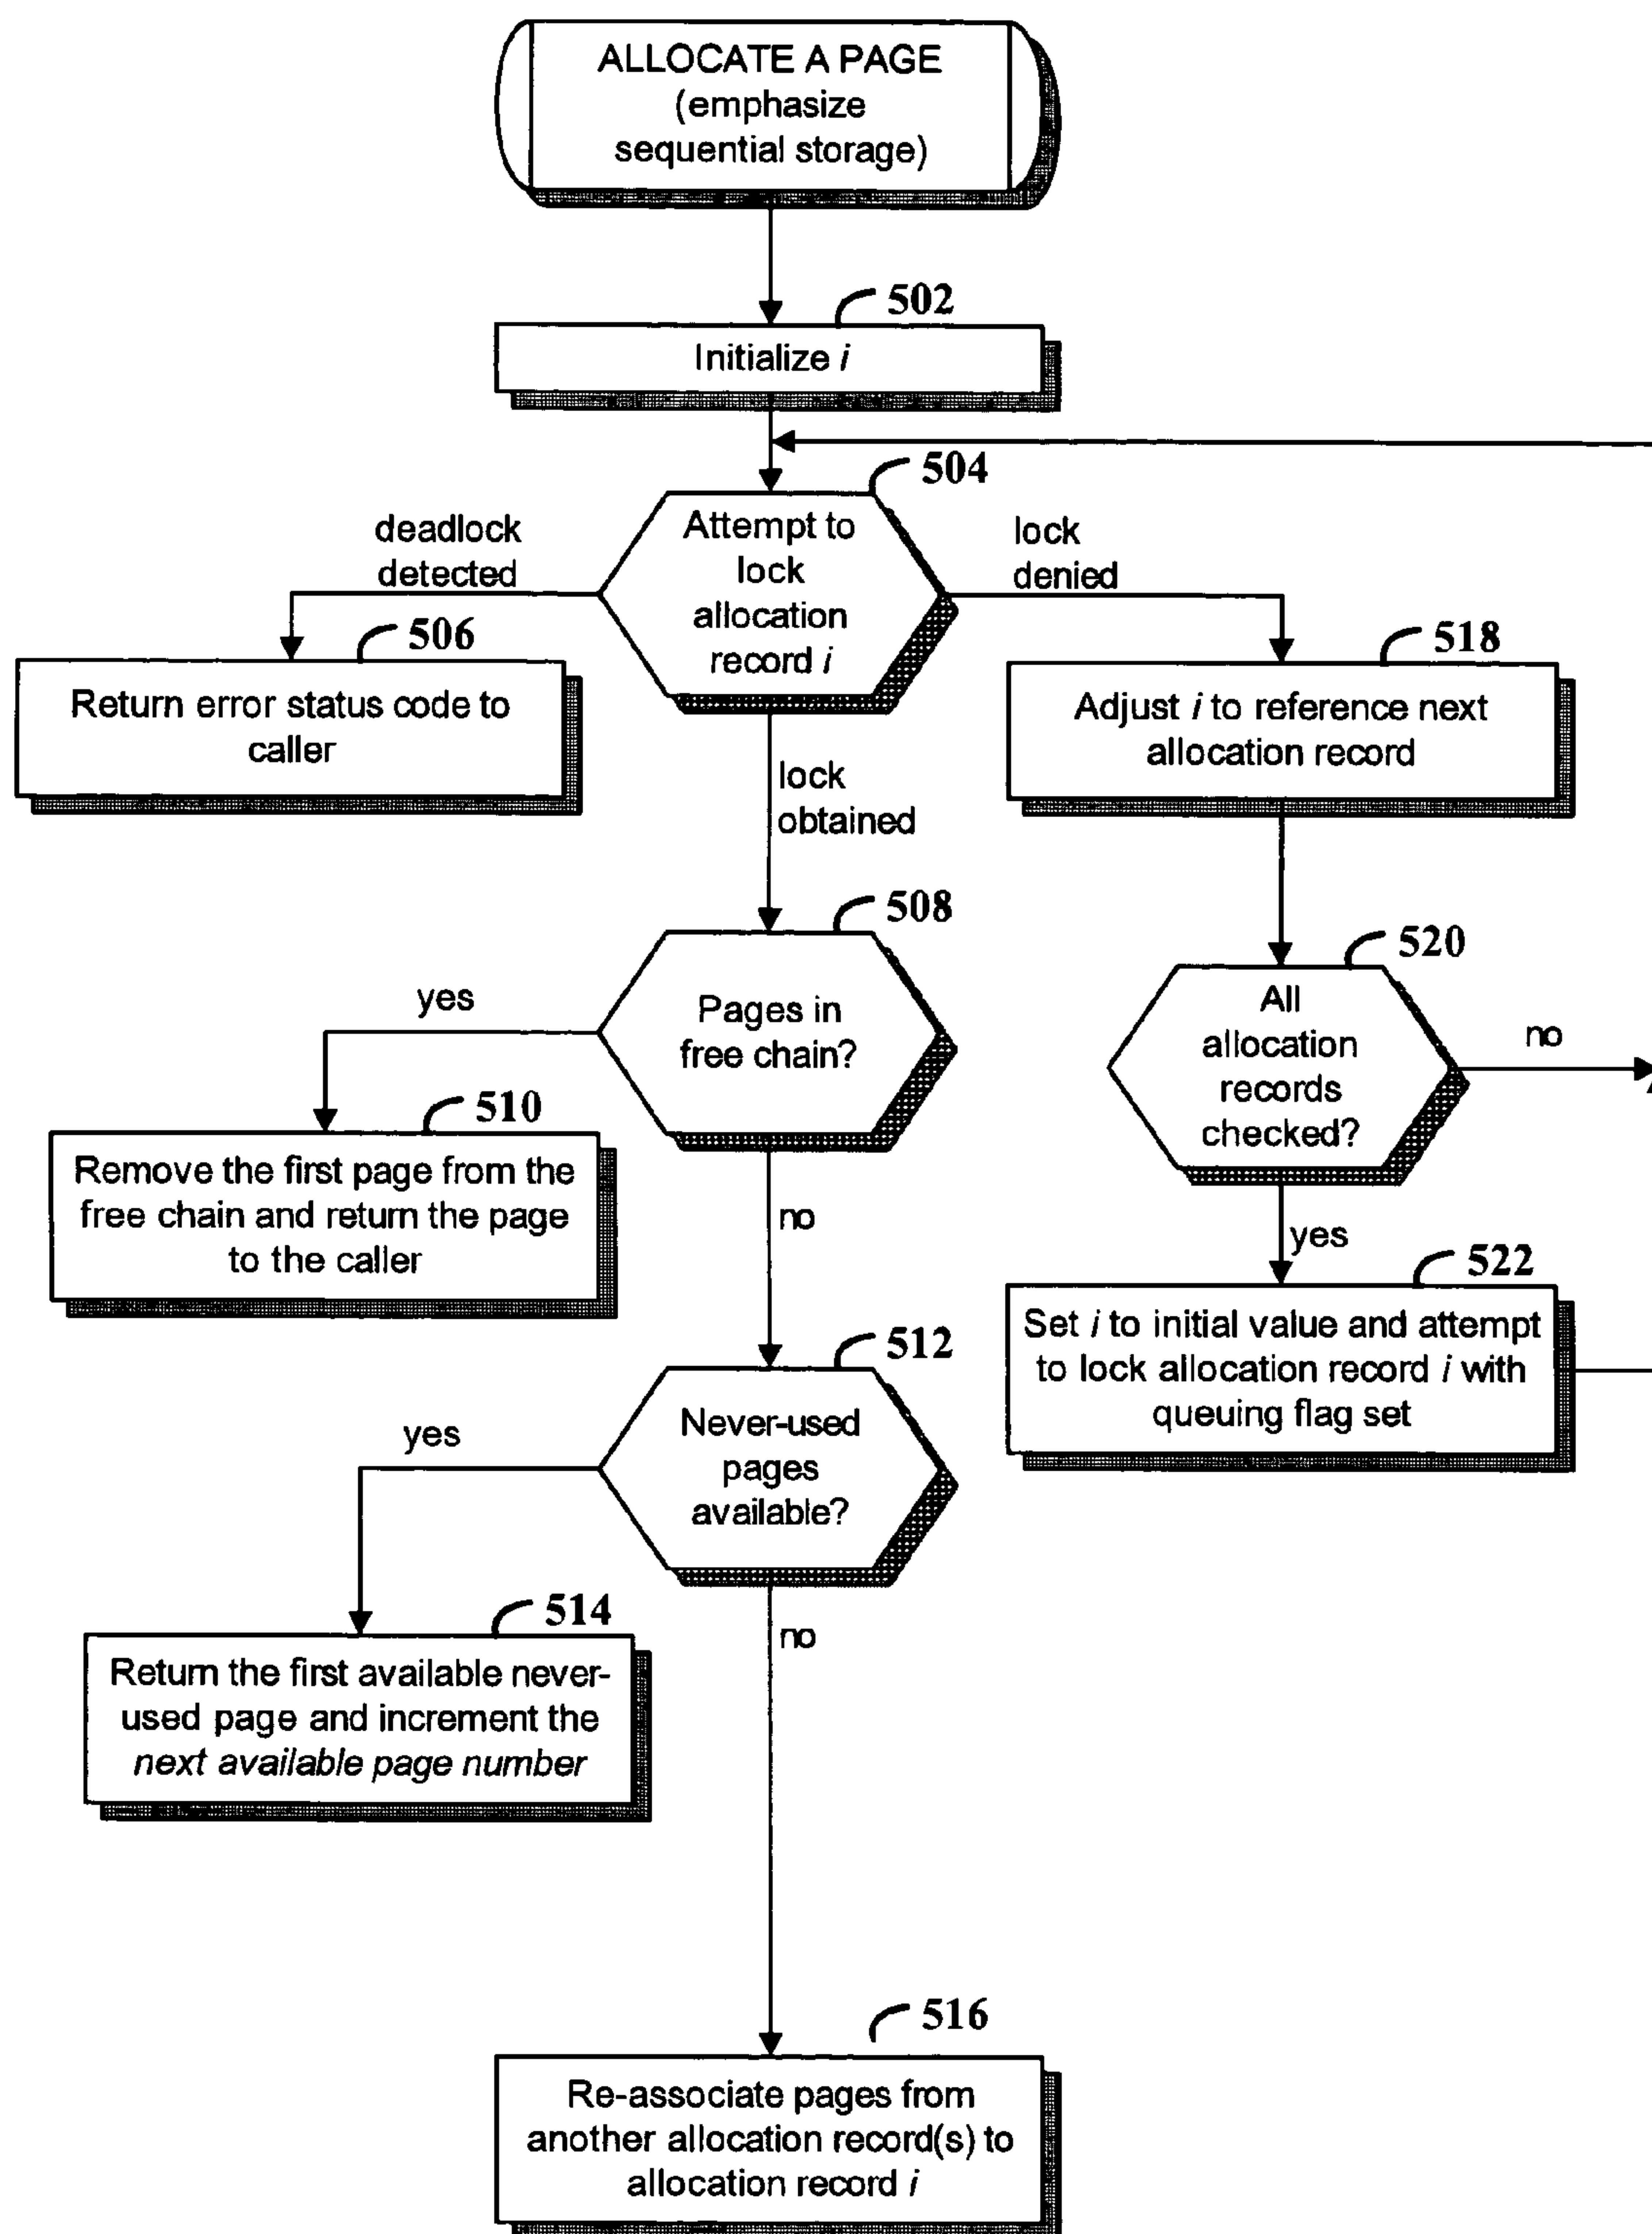 ALLOCATE A PAGE
(emphasize
sequential storage)
502
Initialize i
504
Attempt to
lock
allocation
record i
deadlock
detected
lock
denied
506
Return error status code to
caller
518
Adjust i to reference next
allocation record
lock
obtained
508
Pages in
free chain?
yes
520
All
allocation
records
checked?
no
510
Remove the first page from the
free chain and return the page
to the caller
no
yes
522
Set i to initial value and attempt
to lock allocation record i with
queuing flag set
512
Never-used
pages
available?
yes
514
Return the first available never-
used page and increment the
next available page number
no
516
Re-associate pages from
another allocation record(s) to
allocation record i